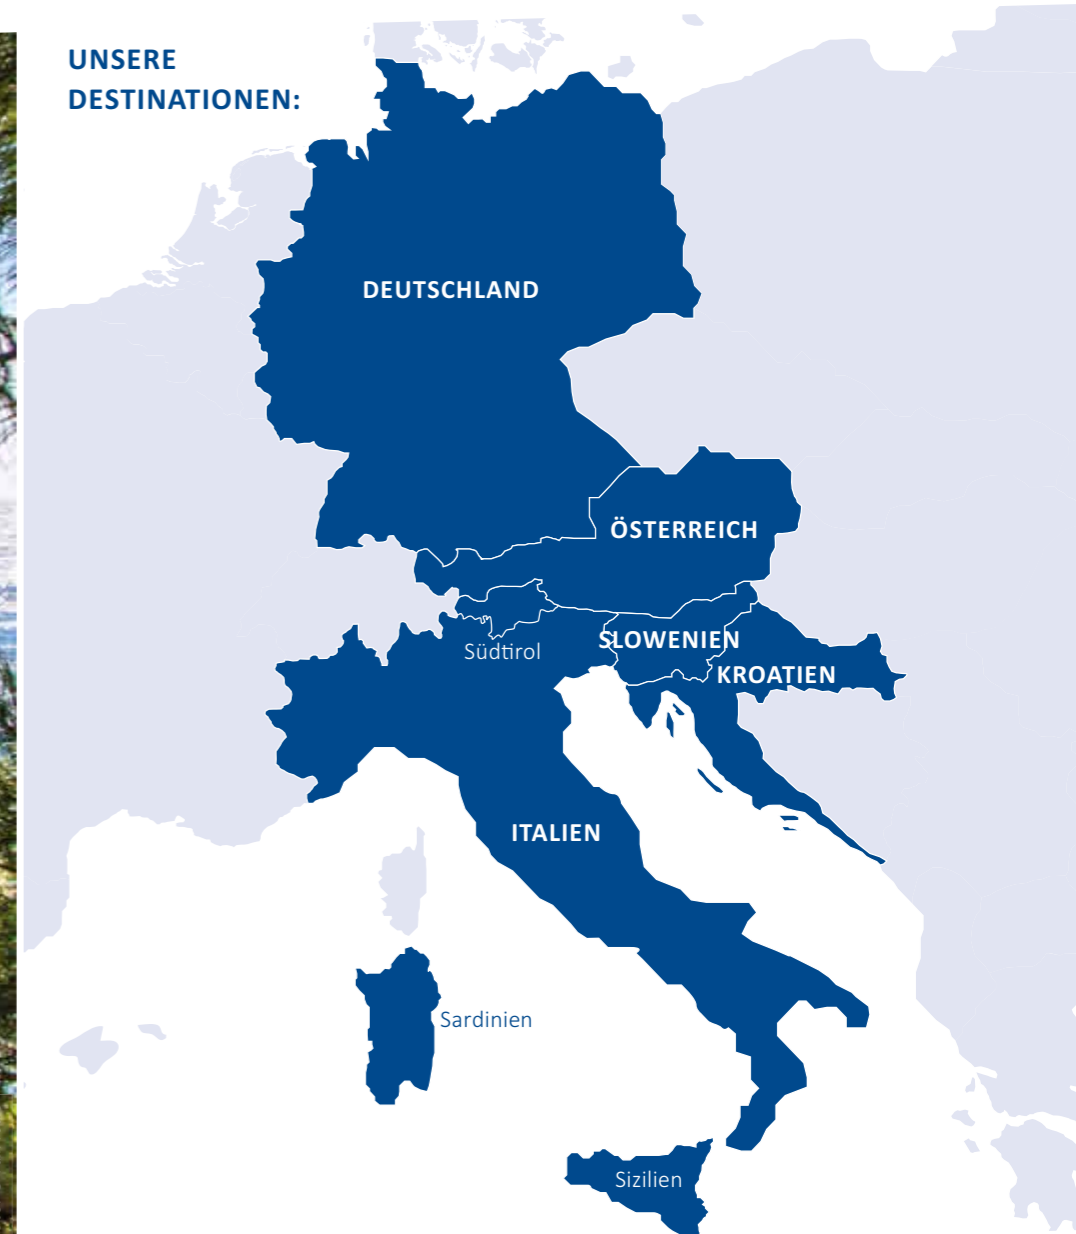 UNSERE
DESTINATIONEN:
DEUTSCHLAND
ÖSTERREICH
SLOWENIEN
Südtirol
KROATIEN
ITALIEN
Sardinien
Sizilien